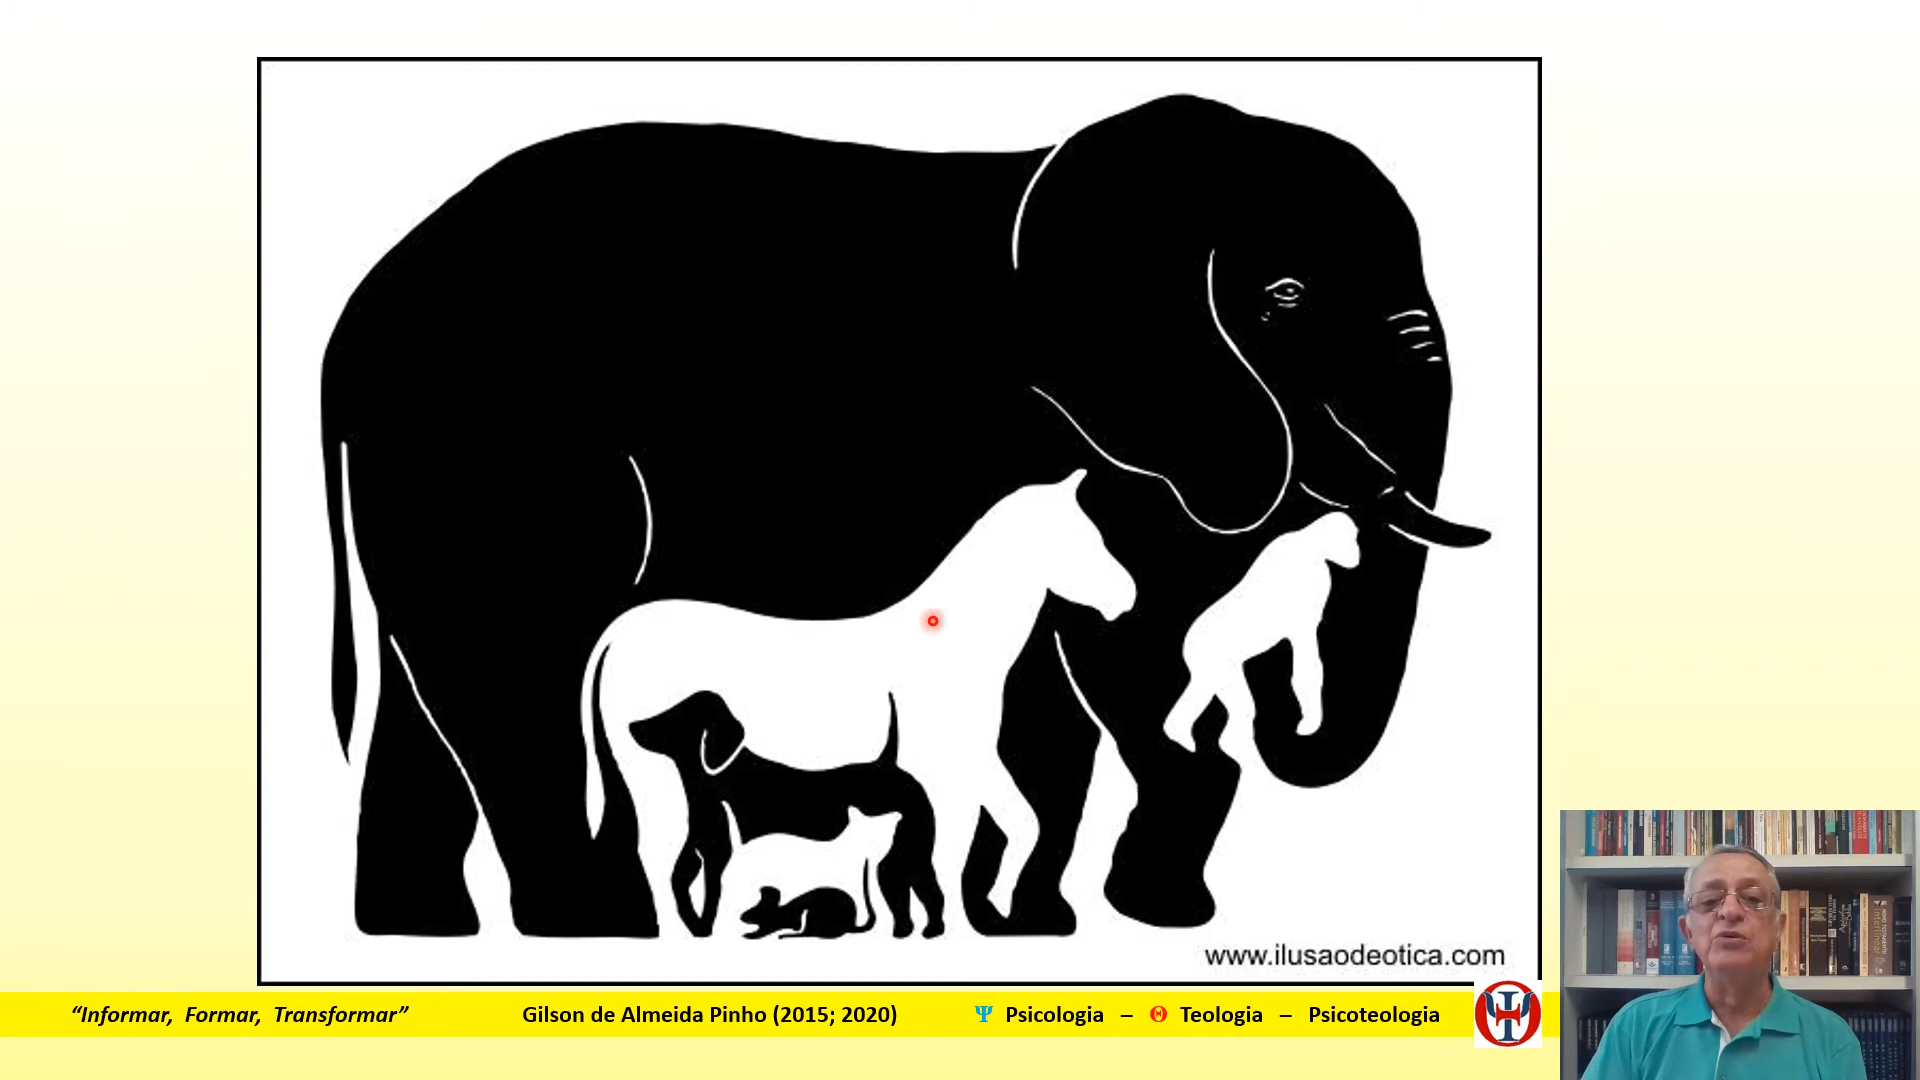 www.ilusaodeotica.com
“Informar, Formar, Transformar” Gilson de Almeida Pinho (2015; 2020) Ψ Psicologia – Θ Teologia – Psicoteologia